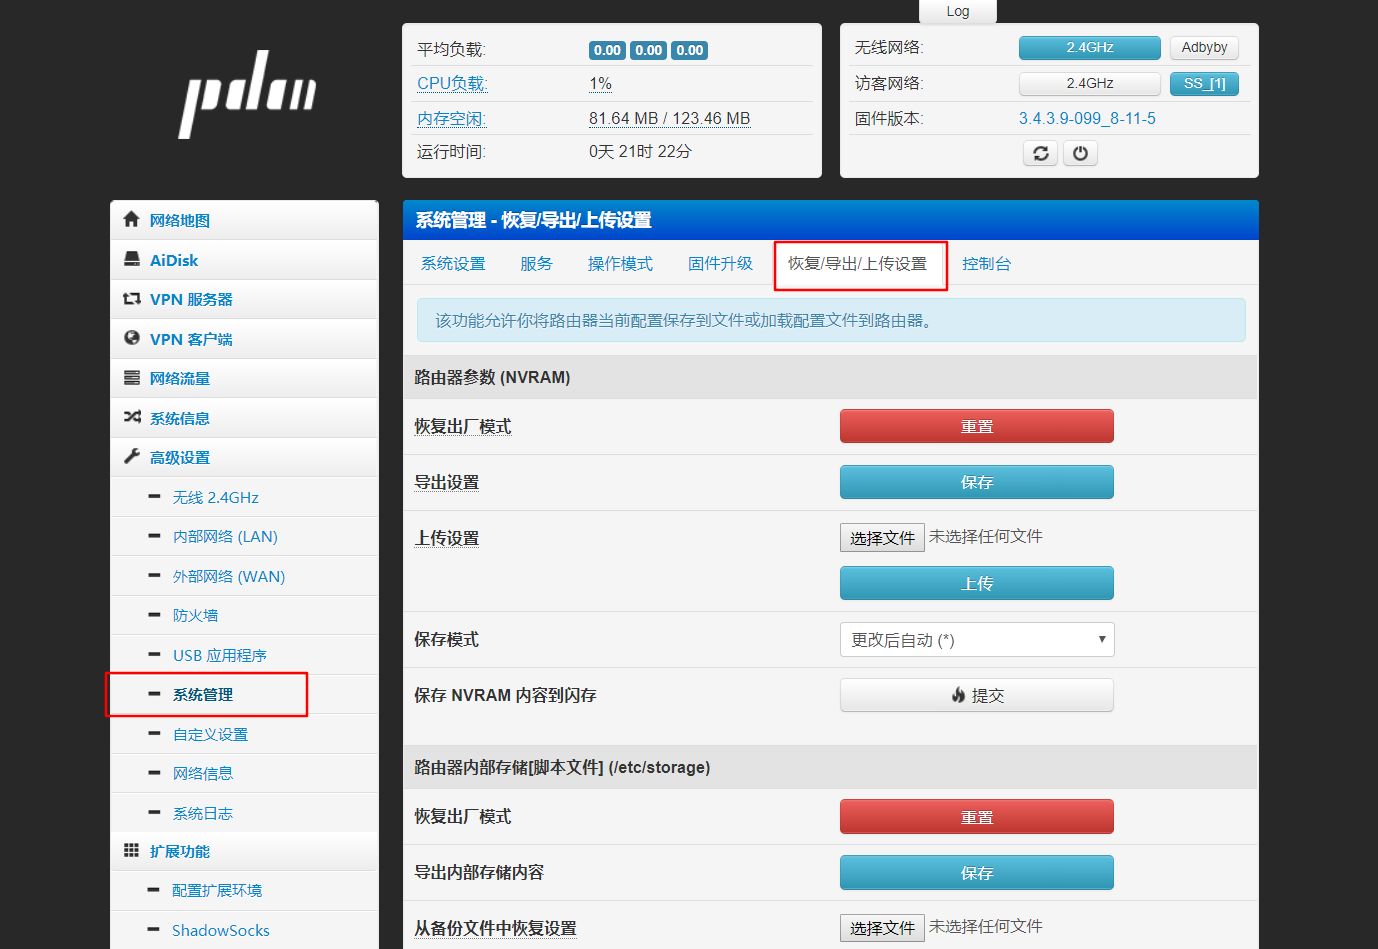 Log
pdcn
平均负载:
0.00 0.00 0.00
CPU负载:
1%
内存空闲:
81.64 MB / 123.46 MB
运行时间:
0天 21时 22分
无线网络:
2.4GHz
Adbyby
访客网络:
2.4GHz
SS_[1]
固件版本:
3.4.3.9-099_8-11-5
网络地图
AiDisk
VPN 服务器
VPN 客户端
网络流量
系统信息
高级设置
无线 2.4GHz
内部网络 (LAN)
外部网络 (WAN)
防火墙
USB 应用程序
系统管理
自定义设置
网络信息
系统日志
扩展功能
配置扩展环境
ShadowSocks
系统管理 - 恢复/导出/上传设置
系统设置
服务
操作模式
固件升级
恢复/导出/上传设置
控制台
该功能允许你将路由器当前配置保存到文件或加载配置文件到路由器。
路由器参数 (NVRAM)
恢复出厂模式
重置
导出设置
保存
上传设置
选择文件 未选择任何文件
上传
保存模式
更改后自动 (*)
保存 NVRAM 内容到闪存
提交
路由器内部存储[脚本文件] (/etc/storage)
恢复出厂模式
重置
导出内部存储内容
保存
从备份文件中恢复设置
选择文件 未选择任何文件